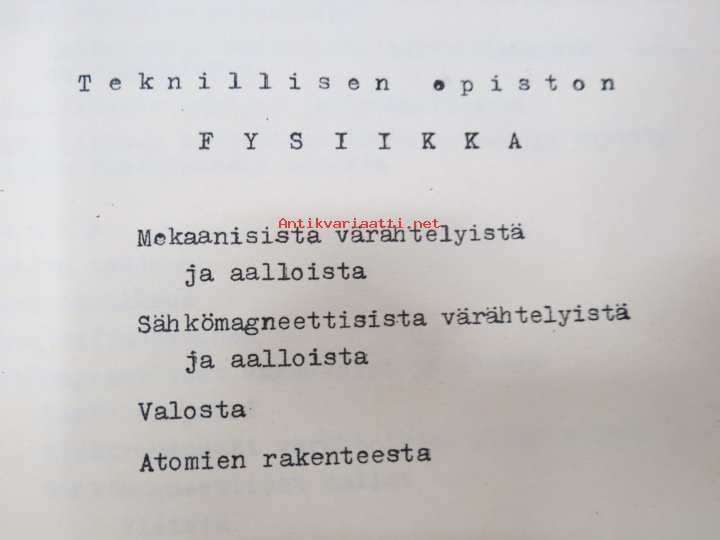 Teknillisen opiston
FYSIIKKA
Antikvariaatti.net
Mekaanisista värähtelyistä
ja aalloista
Sähkömagneettisista värähtelyistä
ja aalloista
Valosta
Atomien rakenteesta